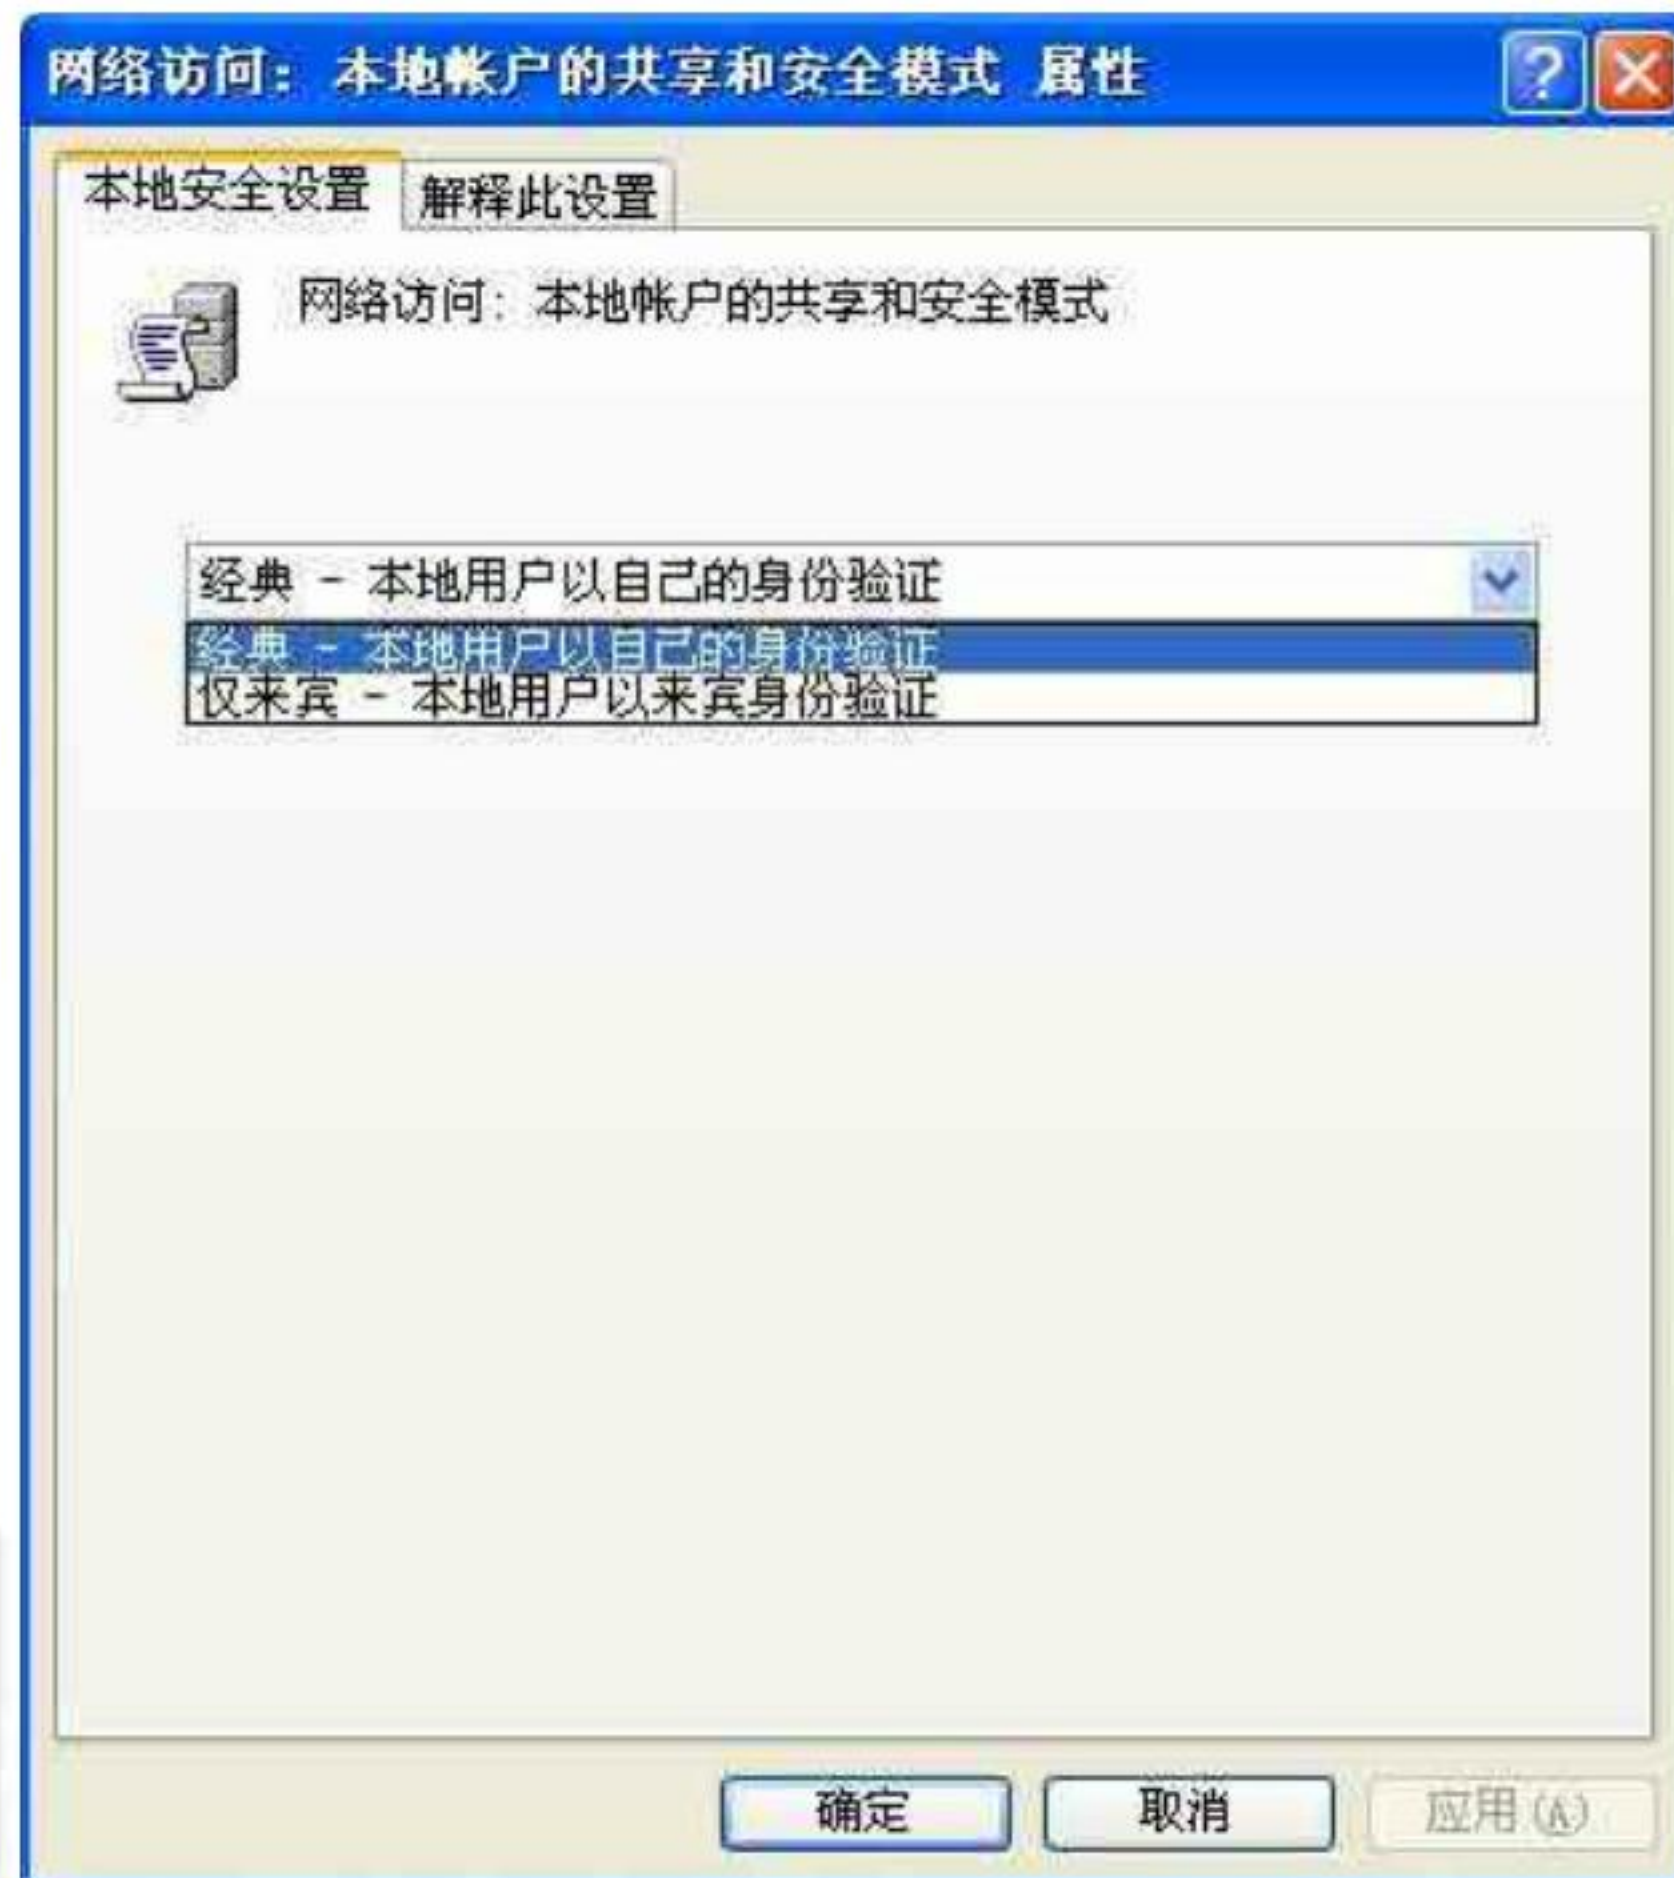 网络访问: 本地帐户的共享和安全模式 属性
本地安全设置 解释此设置
网络访问: 本地帐户的共享和安全模式
经典 - 本地用户以自己的身份验证
经典 - 本地用户以自己的身份验证
仅来宾 - 本地用户以来宾身份验证
确定 取消 应用(A)